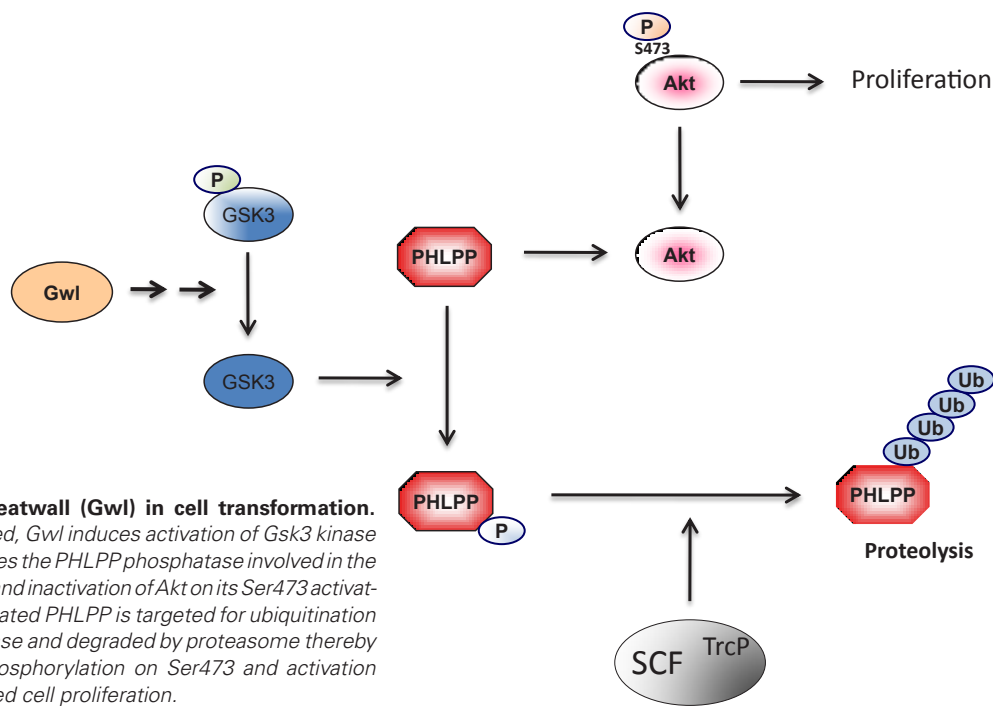 P
S473
Akt
Proliferation
P
GSK3
PHLPP
Akt
Gwl
GSK3
Ub
Ub
Ub
Ub
PHLPP
P
PHLPP
Proteolysis
SCF TrcP
eatwall (Gwl) in cell transformation.
ed, Gwl induces activation of Gsk3 kinase
es the PHLPP phosphatase involved in the
and inactivation of Akt on its Ser473 activat-
ated PHLPP is targeted for ubiquitination
se and degraded by proteasome thereby
osphorylation on Ser473 and activation
ed cell proliferation.